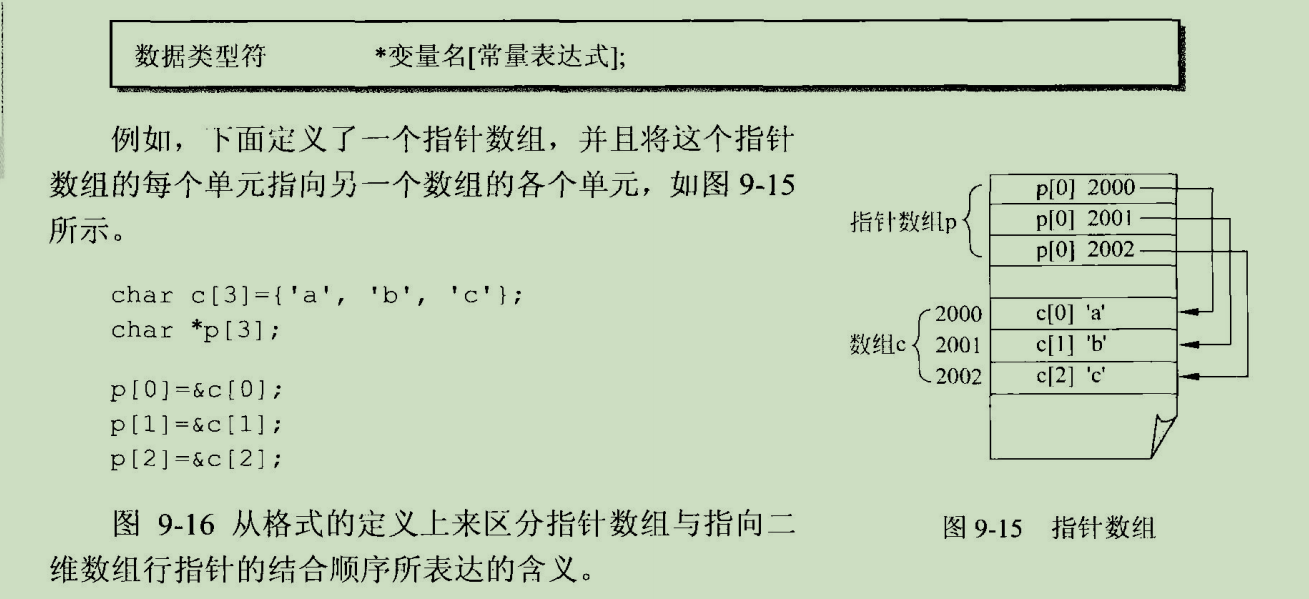 数据类型符 *变量名[常量表达式];
例如，下面定义了一个指针数组，并且将这个指针
数组的每个单元指向另一个数组的各个单元，如图 9-15
所示。
char c[3]={'a', 'b', 'c'};
char *p[3];
p[0]=&c[0];
p[1]=&c[1];
p[2]=&c[2];
图 9-16 从格式的定义上来区分指针数组与指向二
维数组行指针的结合顺序所表达的含义。
指针数组p
p[0] 2000
p[0] 2001
p[0] 2002
数组c
2000 c[0] 'a'
2001 c[1] 'b'
2002 c[2] 'c'
图 9-15 指针数组